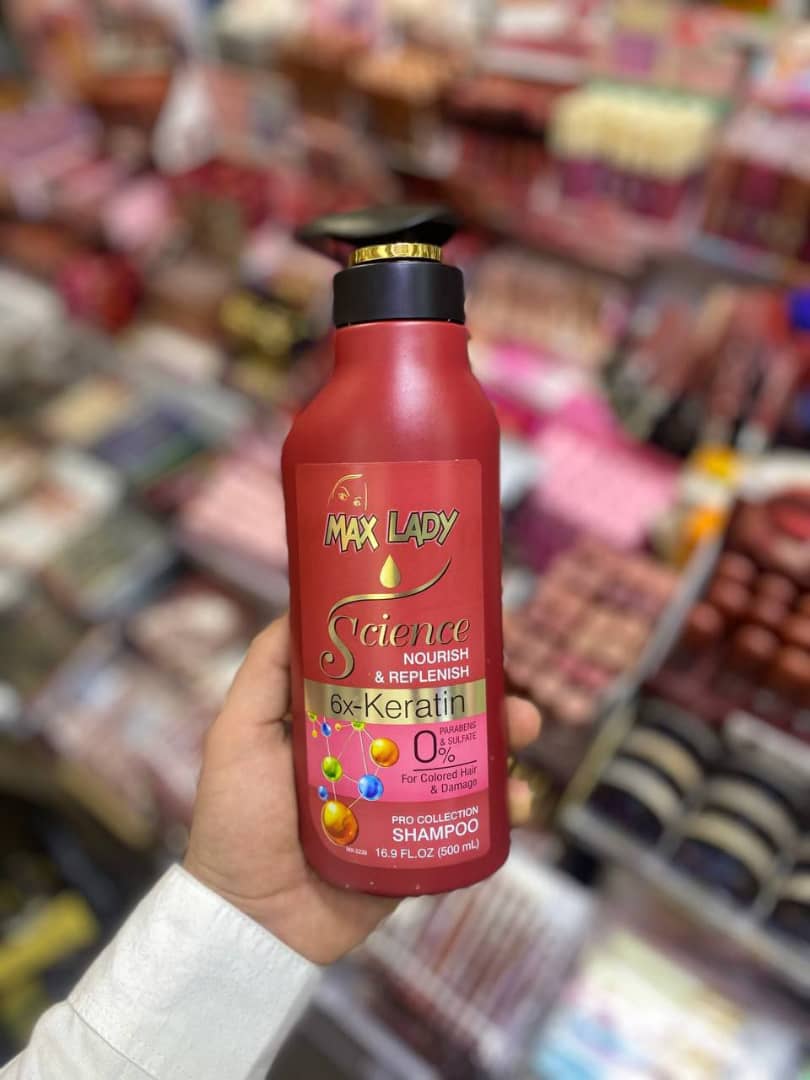 MAX LADY
Science
NOURISH
& REPLENISH
6x-Keratin
0%
PARABENS
& SULFATE
For Colored Hair
& Damage
PRO COLLECTION
SHAMPOO
16.9 FL.OZ (500 mL)